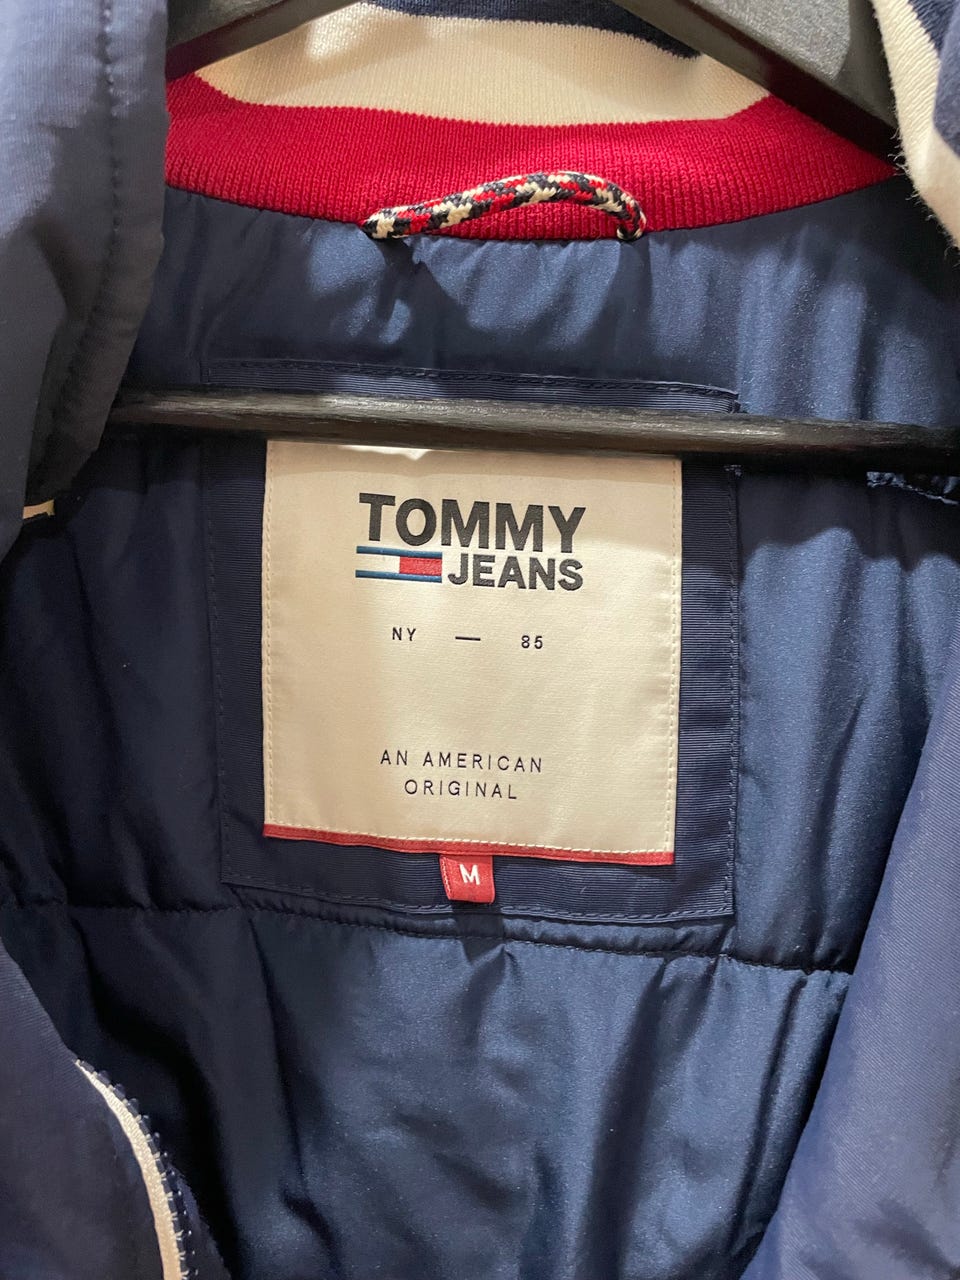 TOMMY
JEANS
NY — 85
AN AMERICAN
ORIGINAL
M